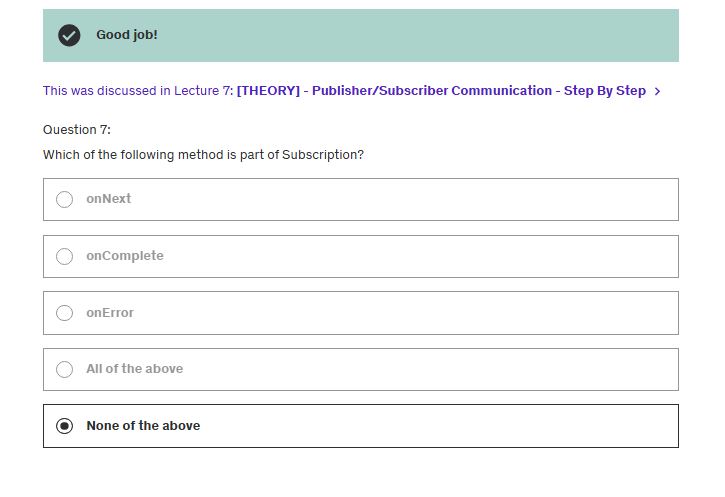 Good job!
This was discussed in Lecture 7: [THEORY] - Publisher/Subscriber Communication - Step By Step >
Question 7:
Which of the following method is part of Subscription?
onNext
onComplete
onError
All of the above
None of the above